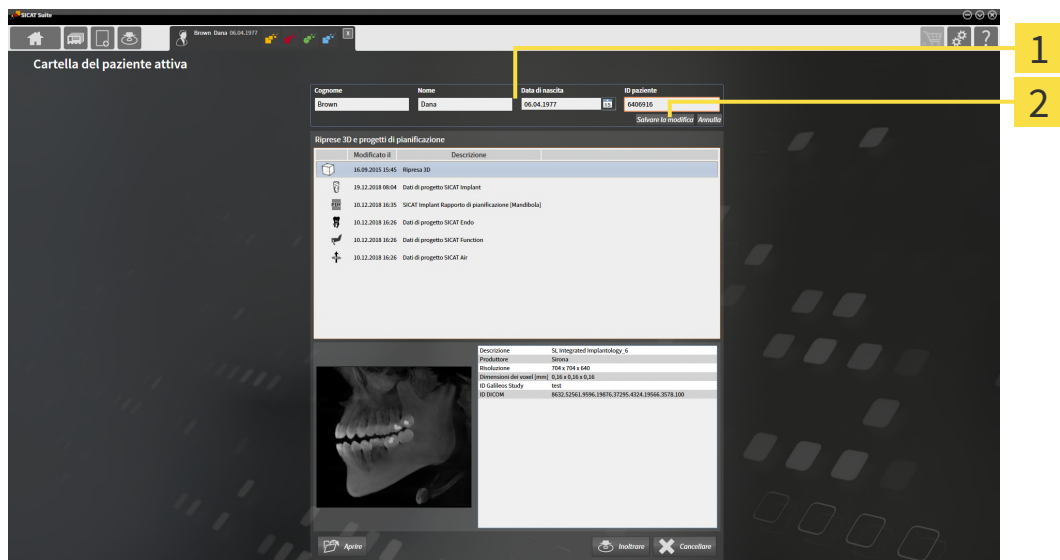 SICAT Suite
Brown Dana 06.04.1977
x
?
1
Cartella del paziente attiva
Cognome Nome Data di nascita ID paziente
Brown Dana 06.04.1977 15 6406916
2
Salvare la modifica Annulla
Riprese 3D e progetti di pianificazione
Modificato il Descrizione
16.09.2015 15:45 Ripresa 3D
19.12.2018 08:04 Dati di progetto SICAT Implant
10.12.2018 16:35 SICAT Implant Rapporto di pianificazione [Mandibola]
10.12.2018 16:26 Dati di progetto SICAT Endo
10.12.2018 16:26 Dati di progetto SICAT Function
10.12.2018 16:26 Dati di progetto SICAT Air
Descrizione SL Integrated Implantology_6
Produttore Sirona
Risoluzione 704 x 704 x 640
Dimensioni dei voxel [mm] 0,16 x 0,16 x 0,16
ID Galileos Study test
ID DICOM 8632.52561.9596.19876.37295.4324.19566.3578.100
Aprire Inoltrare Cancellare